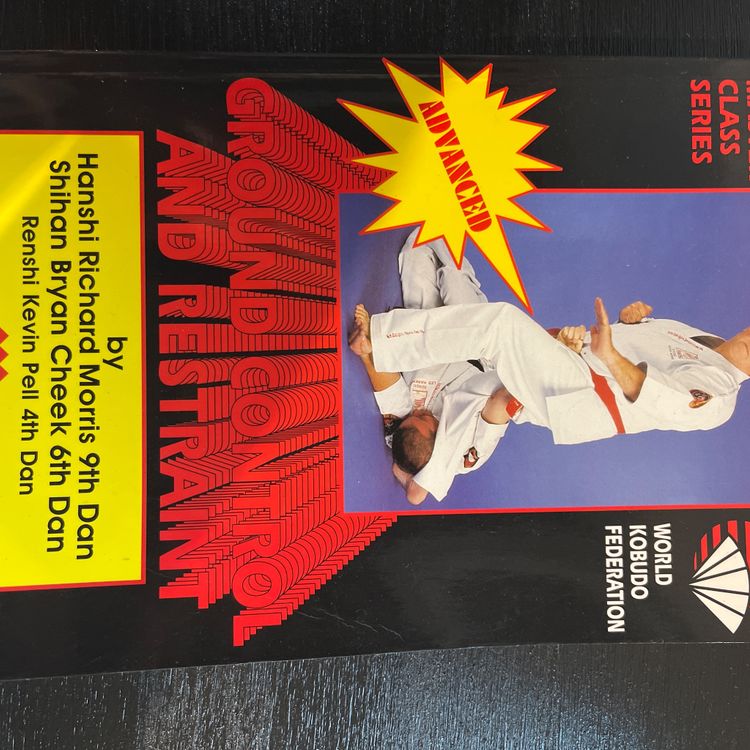 CLASS
SERIES
WORLD
KOBUDO
FEDERATION
ADVANCED
GROUND CONTROL
AND RESTRAINT
by
Hanshi Richard Morris 9th Dan
Shihan Bryan Cheek 6th Dan
Renshi Kevin Pell 4th Dan